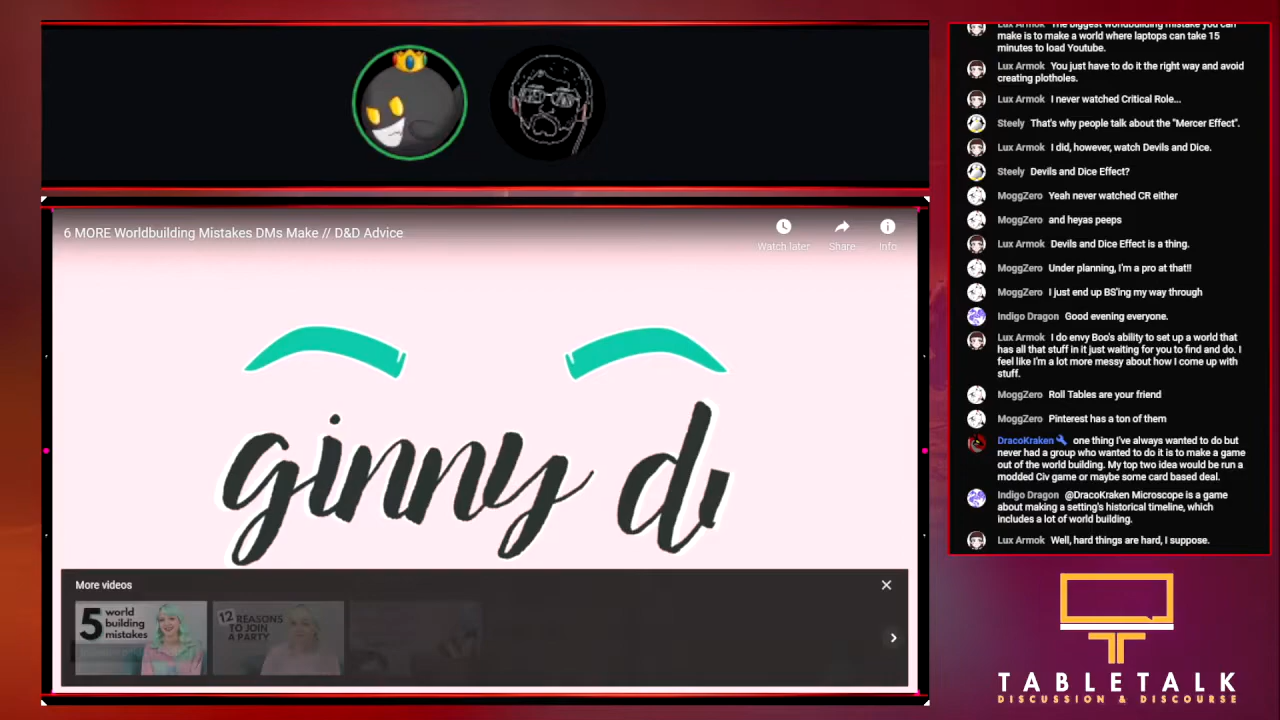 6 MORE Worldbuilding Mistakes DMs Make // D&D Advice
Watch later
Share
Info
ginny d
More videos
5 world
building
mistakes
12 REASONS
TO JOIN
A PARTY
Lux Armok The biggest worldbuilding mistake you can
make is to make a world where laptops can take 15
minutes to load Youtube.
Lux Armok You just have to do it the right way and avoid
creating plotholes.
Lux Armok I never watched Critical Role...
Steely That's why people talk about the "Mercer Effect".
Lux Armok I did, however, watch Devils and Dice.
Steely Devils and Dice Effect?
MoggZero Yeah never watched CR either
MoggZero and heyas peeps
Lux Armok Devils and Dice Effect is a thing.
MoggZero Under planning, I'm a pro at that!!
MoggZero I just end up BS'ing my way through
Indigo Dragon Good evening everyone.
Lux Armok I do envy Boo's ability to set up a world that
has all that stuff in it just waiting for you to find and do. I
feel like I'm a lot more messy about how I come up with
stuff.
MoggZero Roll Tables are your friend
MoggZero Pinterest has a ton of them
DracoKraken one thing I've always wanted to do but
never had a group who wanted to do it is to make a game
out of the world building. My top two idea would be run a
modded Civ game or maybe some card based deal.
Indigo Dragon @DracoKraken Microscope is a game
about making a setting's historical timeline, which
includes a lot of world building.
Lux Armok Well, hard things are hard, I suppose.
TABLETALK
DISCUSSION & DISCOURSE